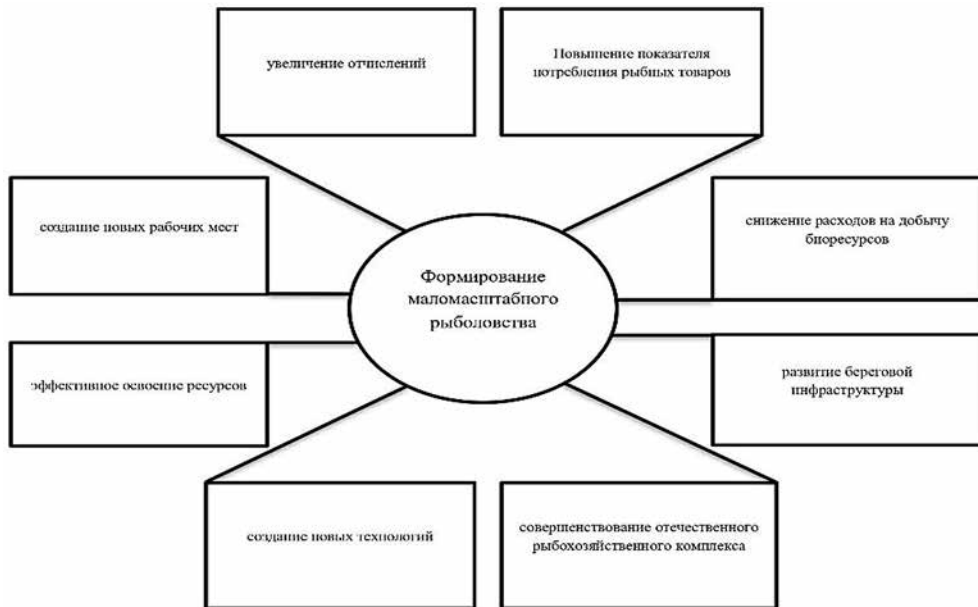 увеличение отчислений
Повышение показателя
потребления рыбных товаров
создание новых рабочих мест
снижение расходов на добычу
биоресурсов
Формирование
маломасштабного
рыболовства
эффективное освоение ресурсов
развитие береговой
инфраструктуры
создание новых технологий
совершенствование отечественного
рыбохозяйственного комплекса